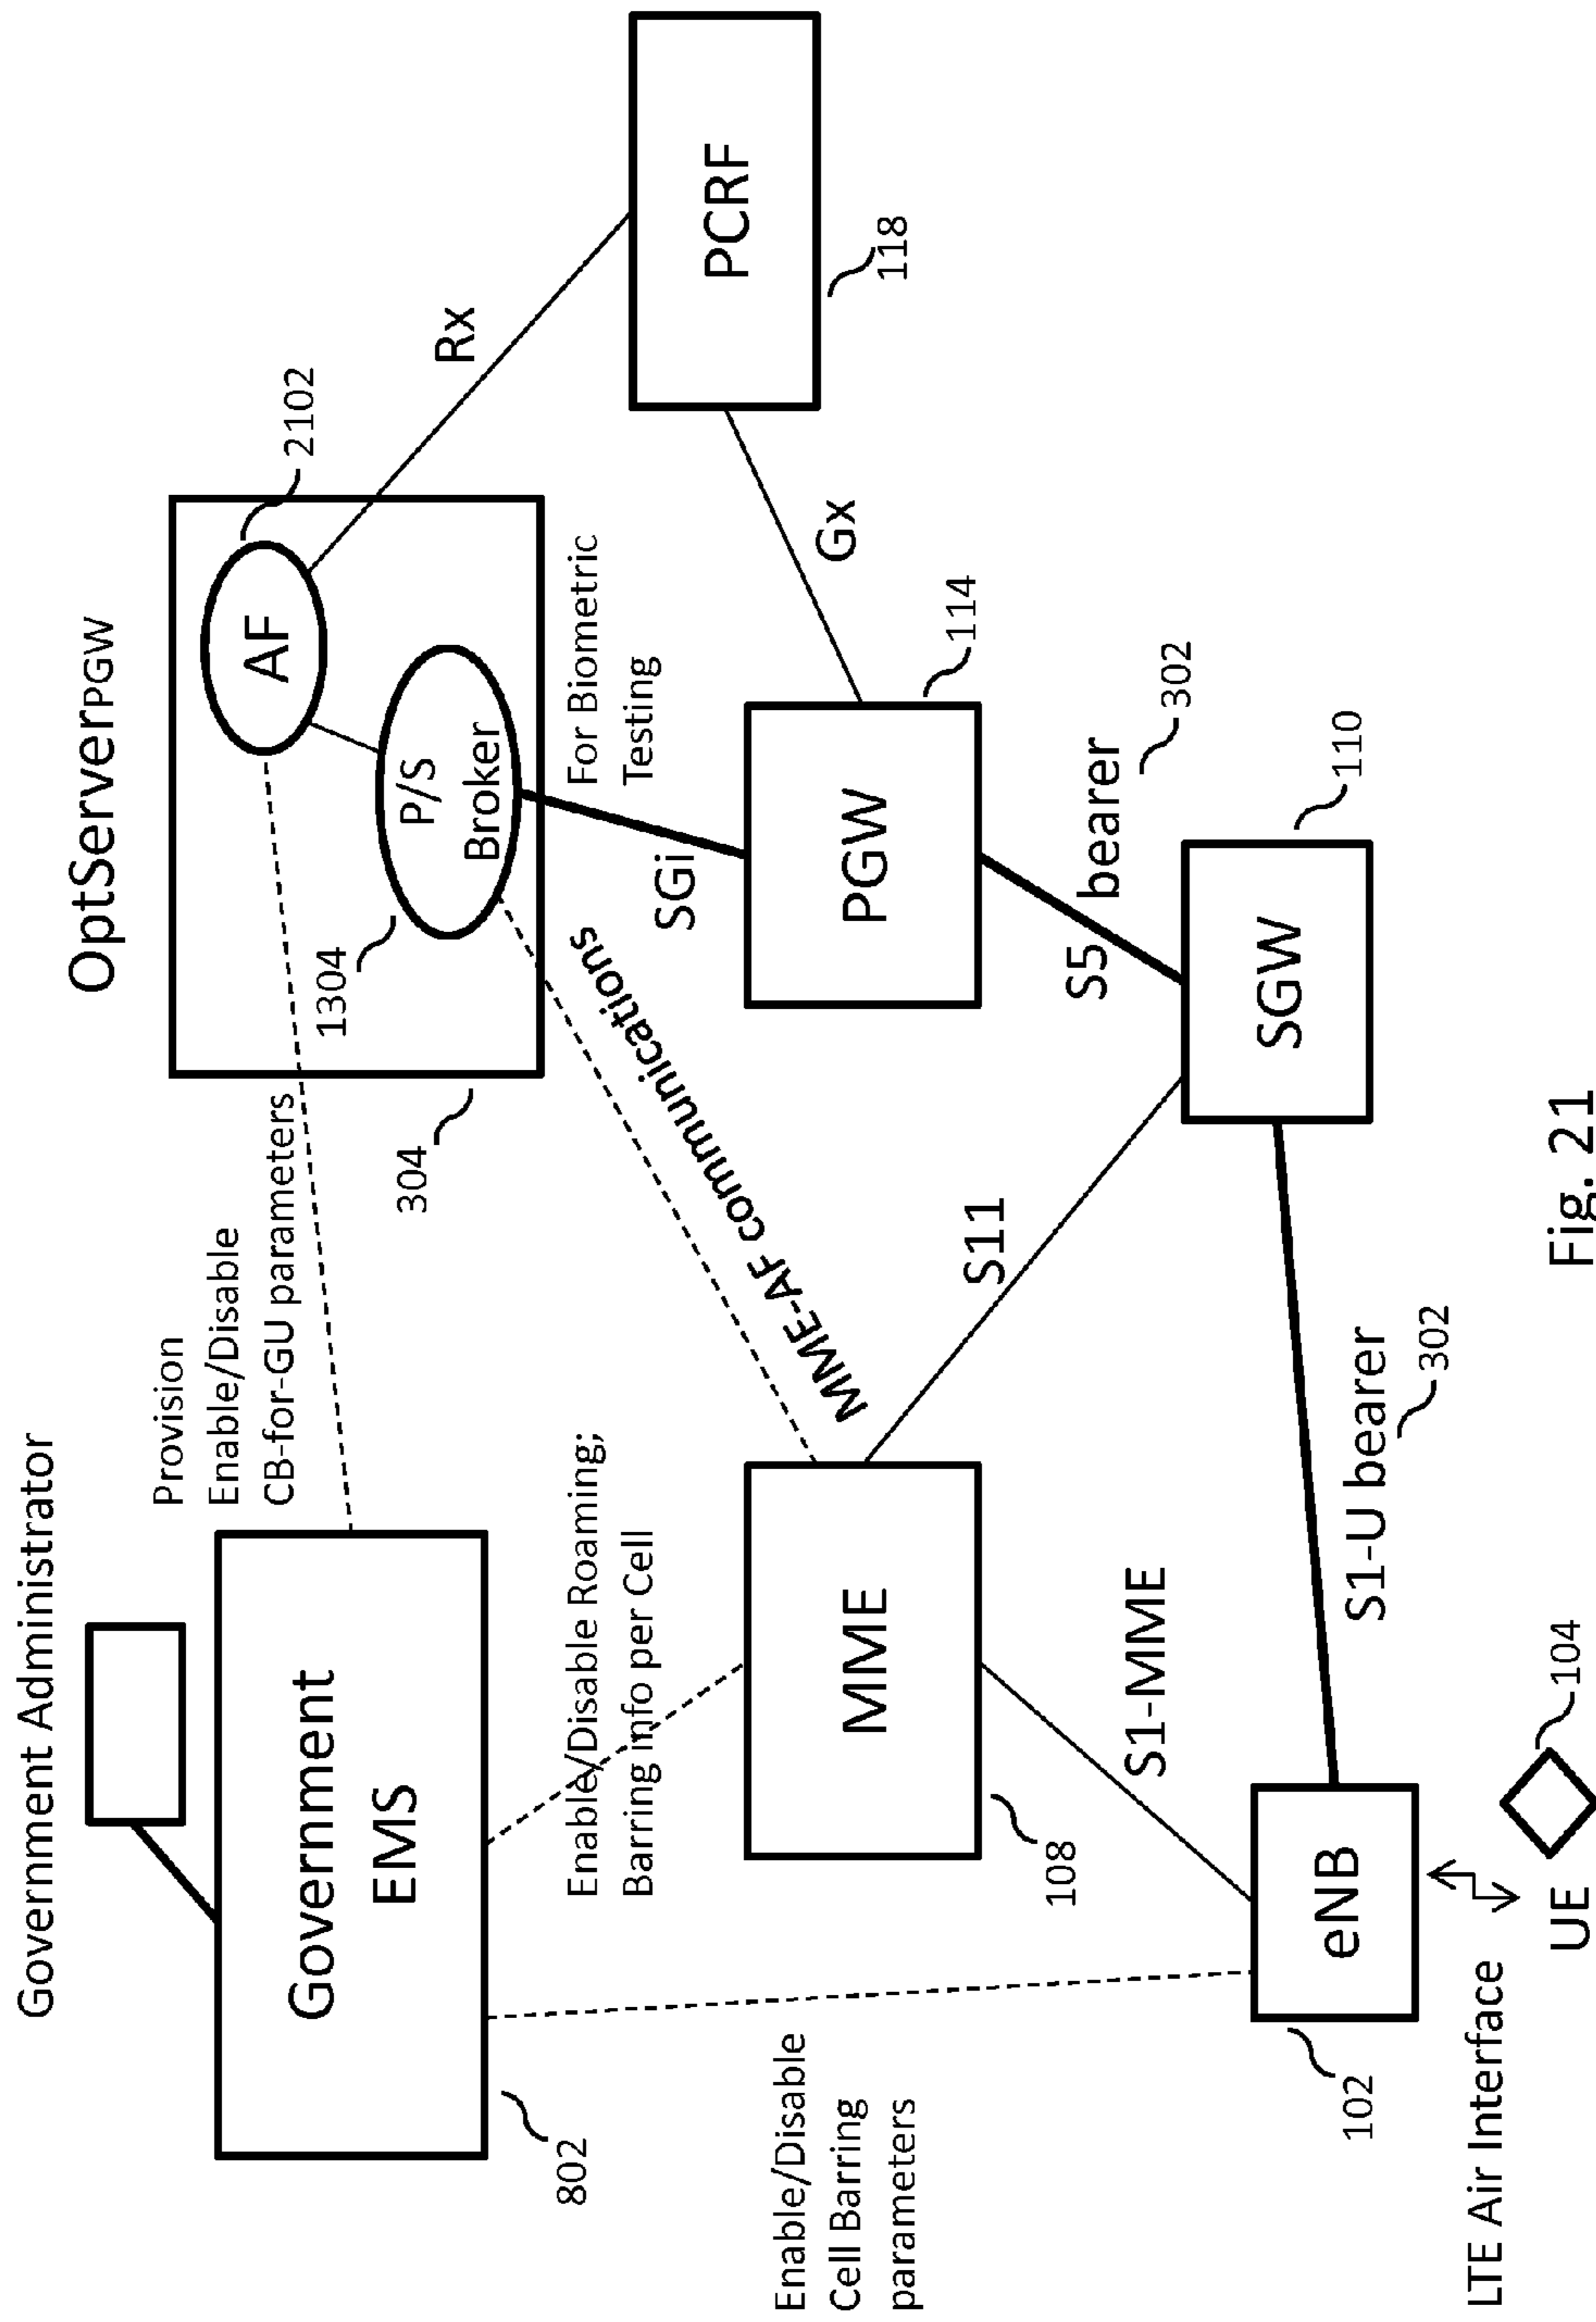 Government Administrator
OptServerPGW
Provision
Enable/Disable
CB-for-GU parameters
Government
EMS
802
AF
2102
P/S
Broker
1304
304
Rx
For Biometric
Testing
SGi
MME-AF communications
Enable/Disable Roaming;
Barring info per Cell
PCRF
118
Gx
PGW
114
MME
108
S11
S5
bearer
302
Enable/Disable
Cell Barring
parameters
S1-MME
SGW
110
S1-U bearer
302
eNB
102
LTE Air Interface
UE
104
Fig. 21